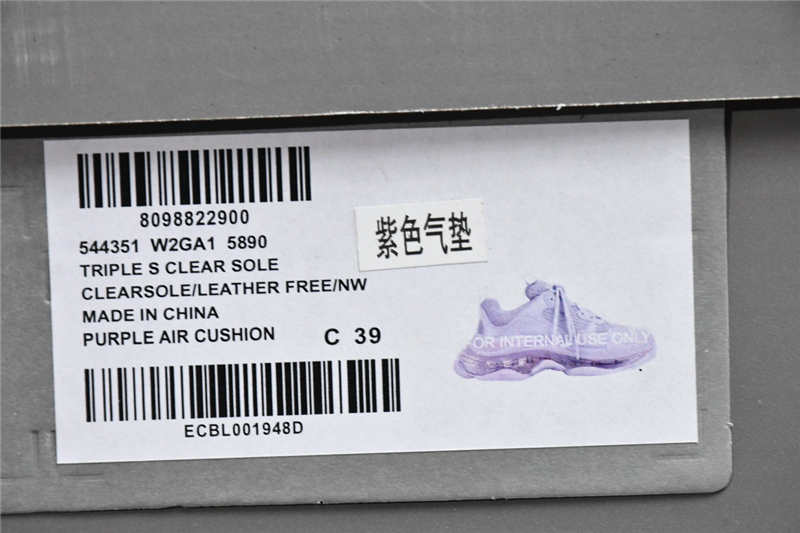 8098822900
544351 W2GA1 5890
TRIPLE S CLEAR SOLE
CLEARSOLE/LEATHER FREE/NW
MADE IN CHINA
PURPLE AIR CUSHION C 39
ECBL001948D
紫色气垫
OR INTERNAL USE ONLY